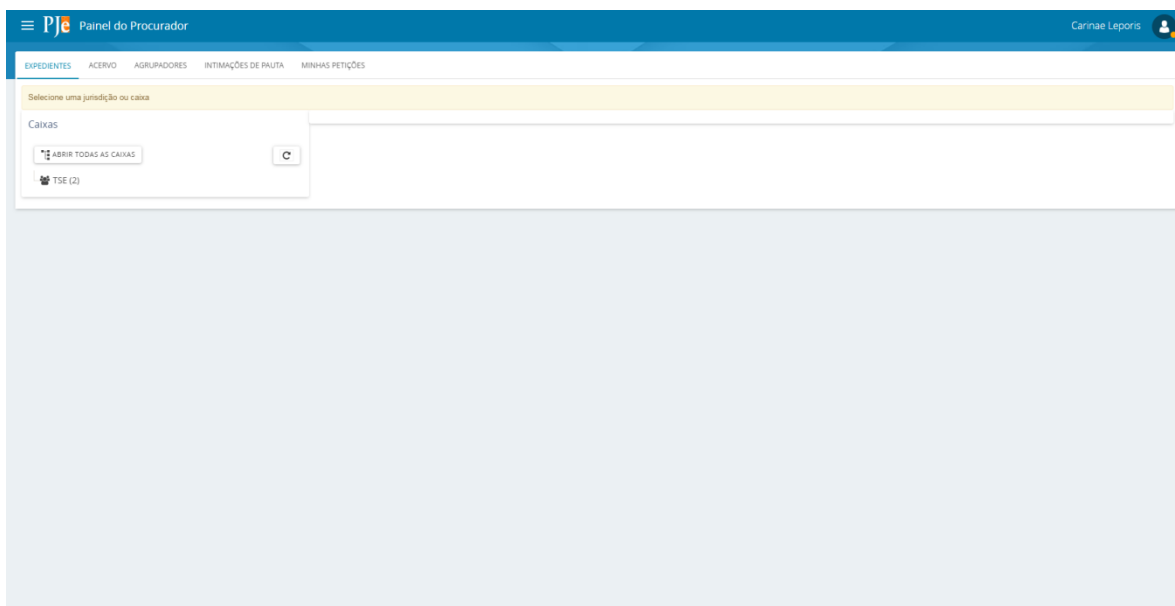 PJe Painel do Procurador Carinae Leporis
EXPEDIENTES ACERVO AGRUPADORES INTIMAÇÕES DE PAUTA MINHAS PETIÇÕES
Selecione uma jurisdição ou caixa
Caixas
ABRIR TODAS AS CAIXAS
TSE (2)